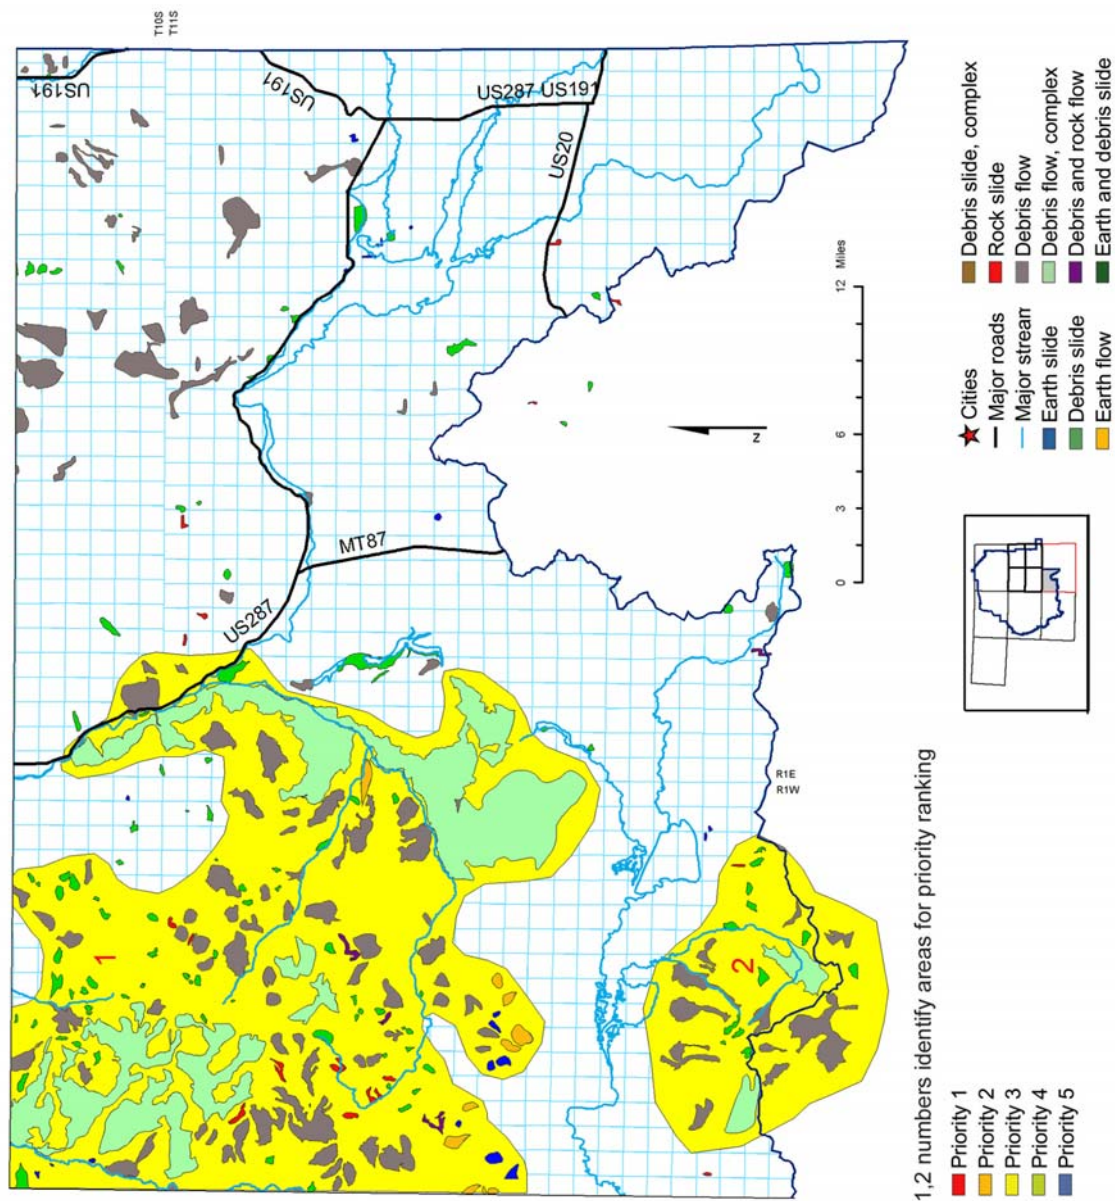 T10S
T11S
US191
US191
US287
US191
US20
US287
MT87
1
2
R1E
R1W
N
0
3
6
12
Miles
1,2 numbers identify areas for priority ranking
Priority 1
Priority 2
Priority 3
Priority 4
Priority 5
Cities
Major roads
Major stream
Earth slide
Debris slide
Earth flow
Debris slide, complex
Rock slide
Debris flow
Debris flow, complex
Debris and rock flow
Earth and debris slide